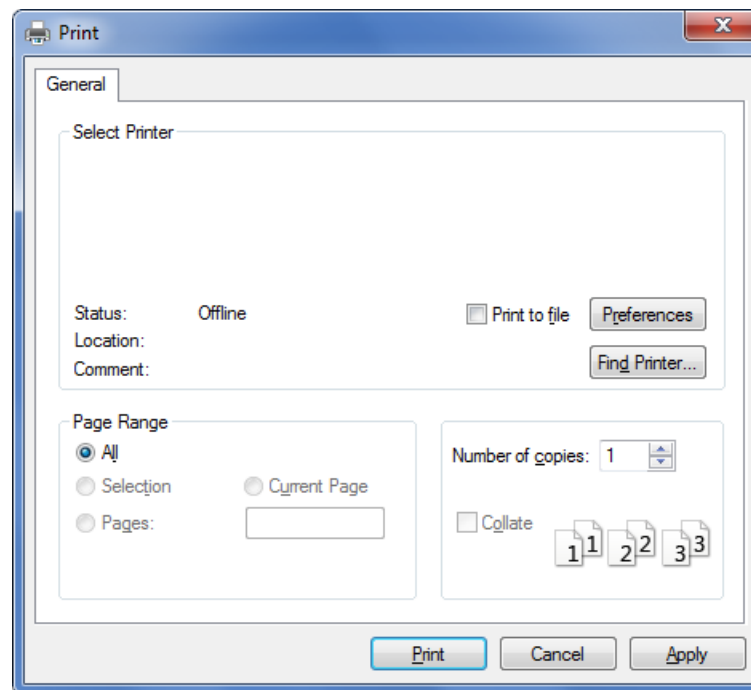 Print
General
Select Printer
Status: Offline
Print to file
Preferences
Location:
Comment:
Find Printer...
Page Range
All
Selection
Current Page
Pages:
Number of copies: 1
Collate
1 1 2 2 3 3
Print
Cancel
Apply